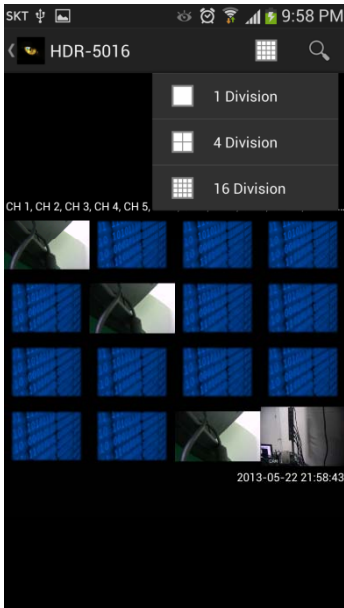 SKT 9:58 PM
HDR-5016
1 Division
4 Division
16 Division
CH 1, CH 2, CH 3, CH 4, CH 5,
2013-05-22 21:58:43